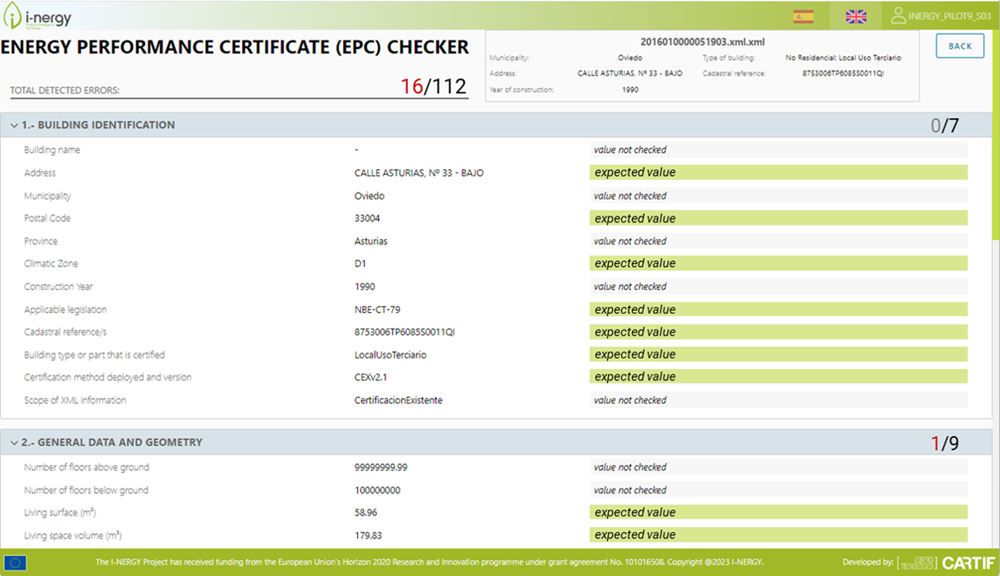 i-nergy
INERGY_PILOT9_S03
ENERGY PERFORMANCE CERTIFICATE (EPC) CHECKER
TOTAL DETECTED ERRORS: 16/112
2016010000051903.xml.xml
Municipality: Oviedo Type of building: No Residencial: Local Uso Terciario
Address: CALLE ASTURIAS, Nº 33 - BAJO Cadastral reference: 8753006TP6085S0011QI
Year of construction: 1990
BACK
1.- BUILDING IDENTIFICATION 0/7
Building name - value not checked
Address CALLE ASTURIAS, Nº 33 - BAJO expected value
Municipality Oviedo value not checked
Postal Code 33004 expected value
Province Asturias value not checked
Climatic Zone D1 expected value
Construction Year 1990 value not checked
Applicable legislation NBE-CT-79 expected value
Cadastral reference/s 8753006TP6085S0011QI expected value
Building type or part that is certified LocalUsoTerciario expected value
Certification method deployed and version CEXv2.1 expected value
Scope of XML information CertificacionExistente value not checked
2.- GENERAL DATA AND GEOMETRY 1/9
Number of floors above ground 99999999.99 value not checked
Number of floors below ground 100000000 value not checked
Living surface (m²) 58.96 expected value
Living space volume (m³) 179.83 expected value
The I-NERGY Project has received funding from the European Union's Horizon 2020 Research and Innovation programme under grant agreement No. 101016508. Copyright @2023 I-NERGY.
Developed by: CARTIF